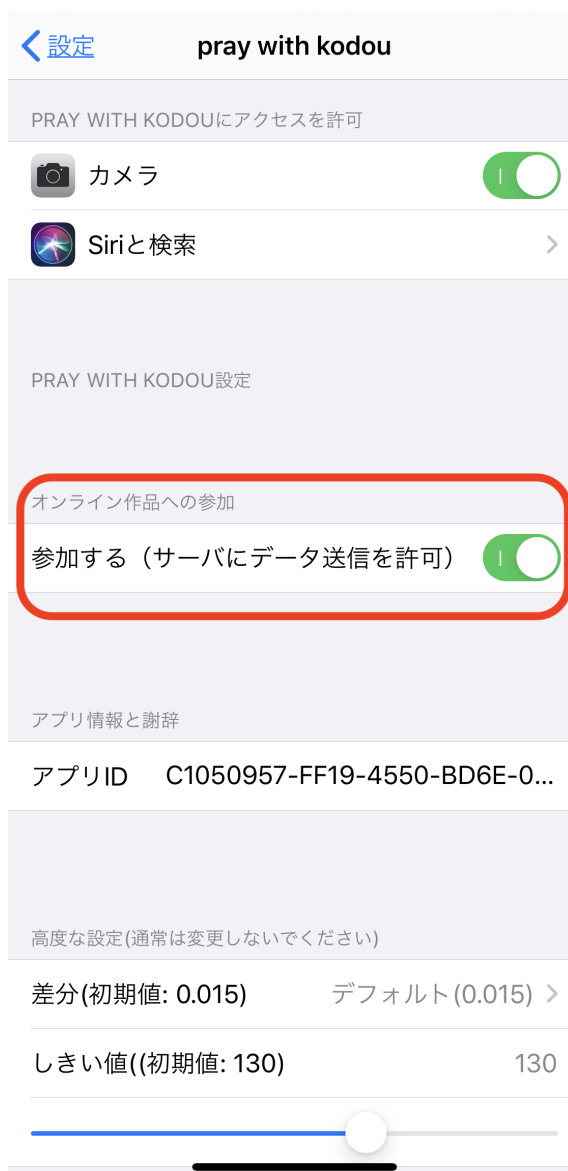 設定 pray with kodou
PRAY WITH KODOUにアクセスを許可
カメラ
Siriと検索
PRAY WITH KODOU設定
オンライン作品への参加
参加する（サーバにデータ送信を許可）
アプリ情報と謝辞
アプリID C1050957-FF19-4550-BD6E-0...
高度な設定(通常は変更しないでください)
差分(初期値: 0.015) デフォルト(0.015)
しきい値((初期値: 130) 130